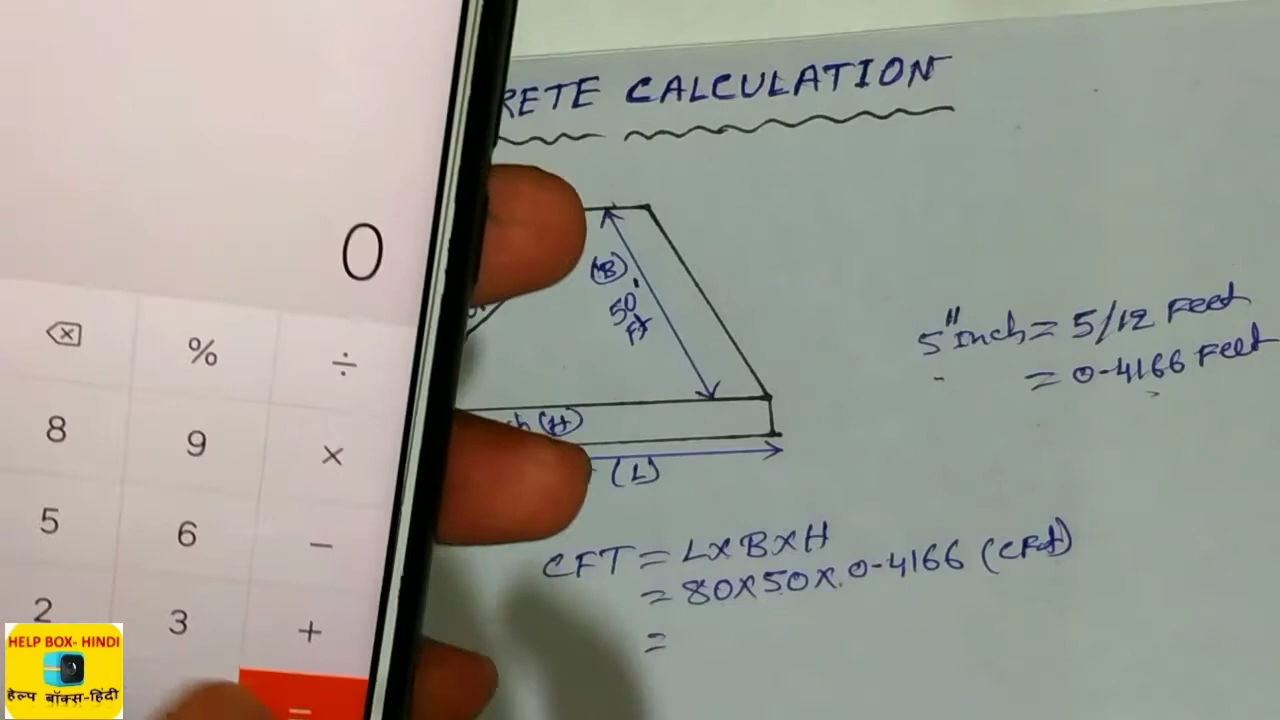 RETE CALCULATION
0
(B)
50'
Ft
5" Inch = 5/12 Feet
= 0.4166 Feet
ch (H)
(L)
CFT = L×B×H
= 80×50×0.4166 (CFt)
=
% ÷
8 9 ×
5 6 -
2 3 +
=
HELP BOX- HINDI
हेल्प बॉक्स-हिंदी